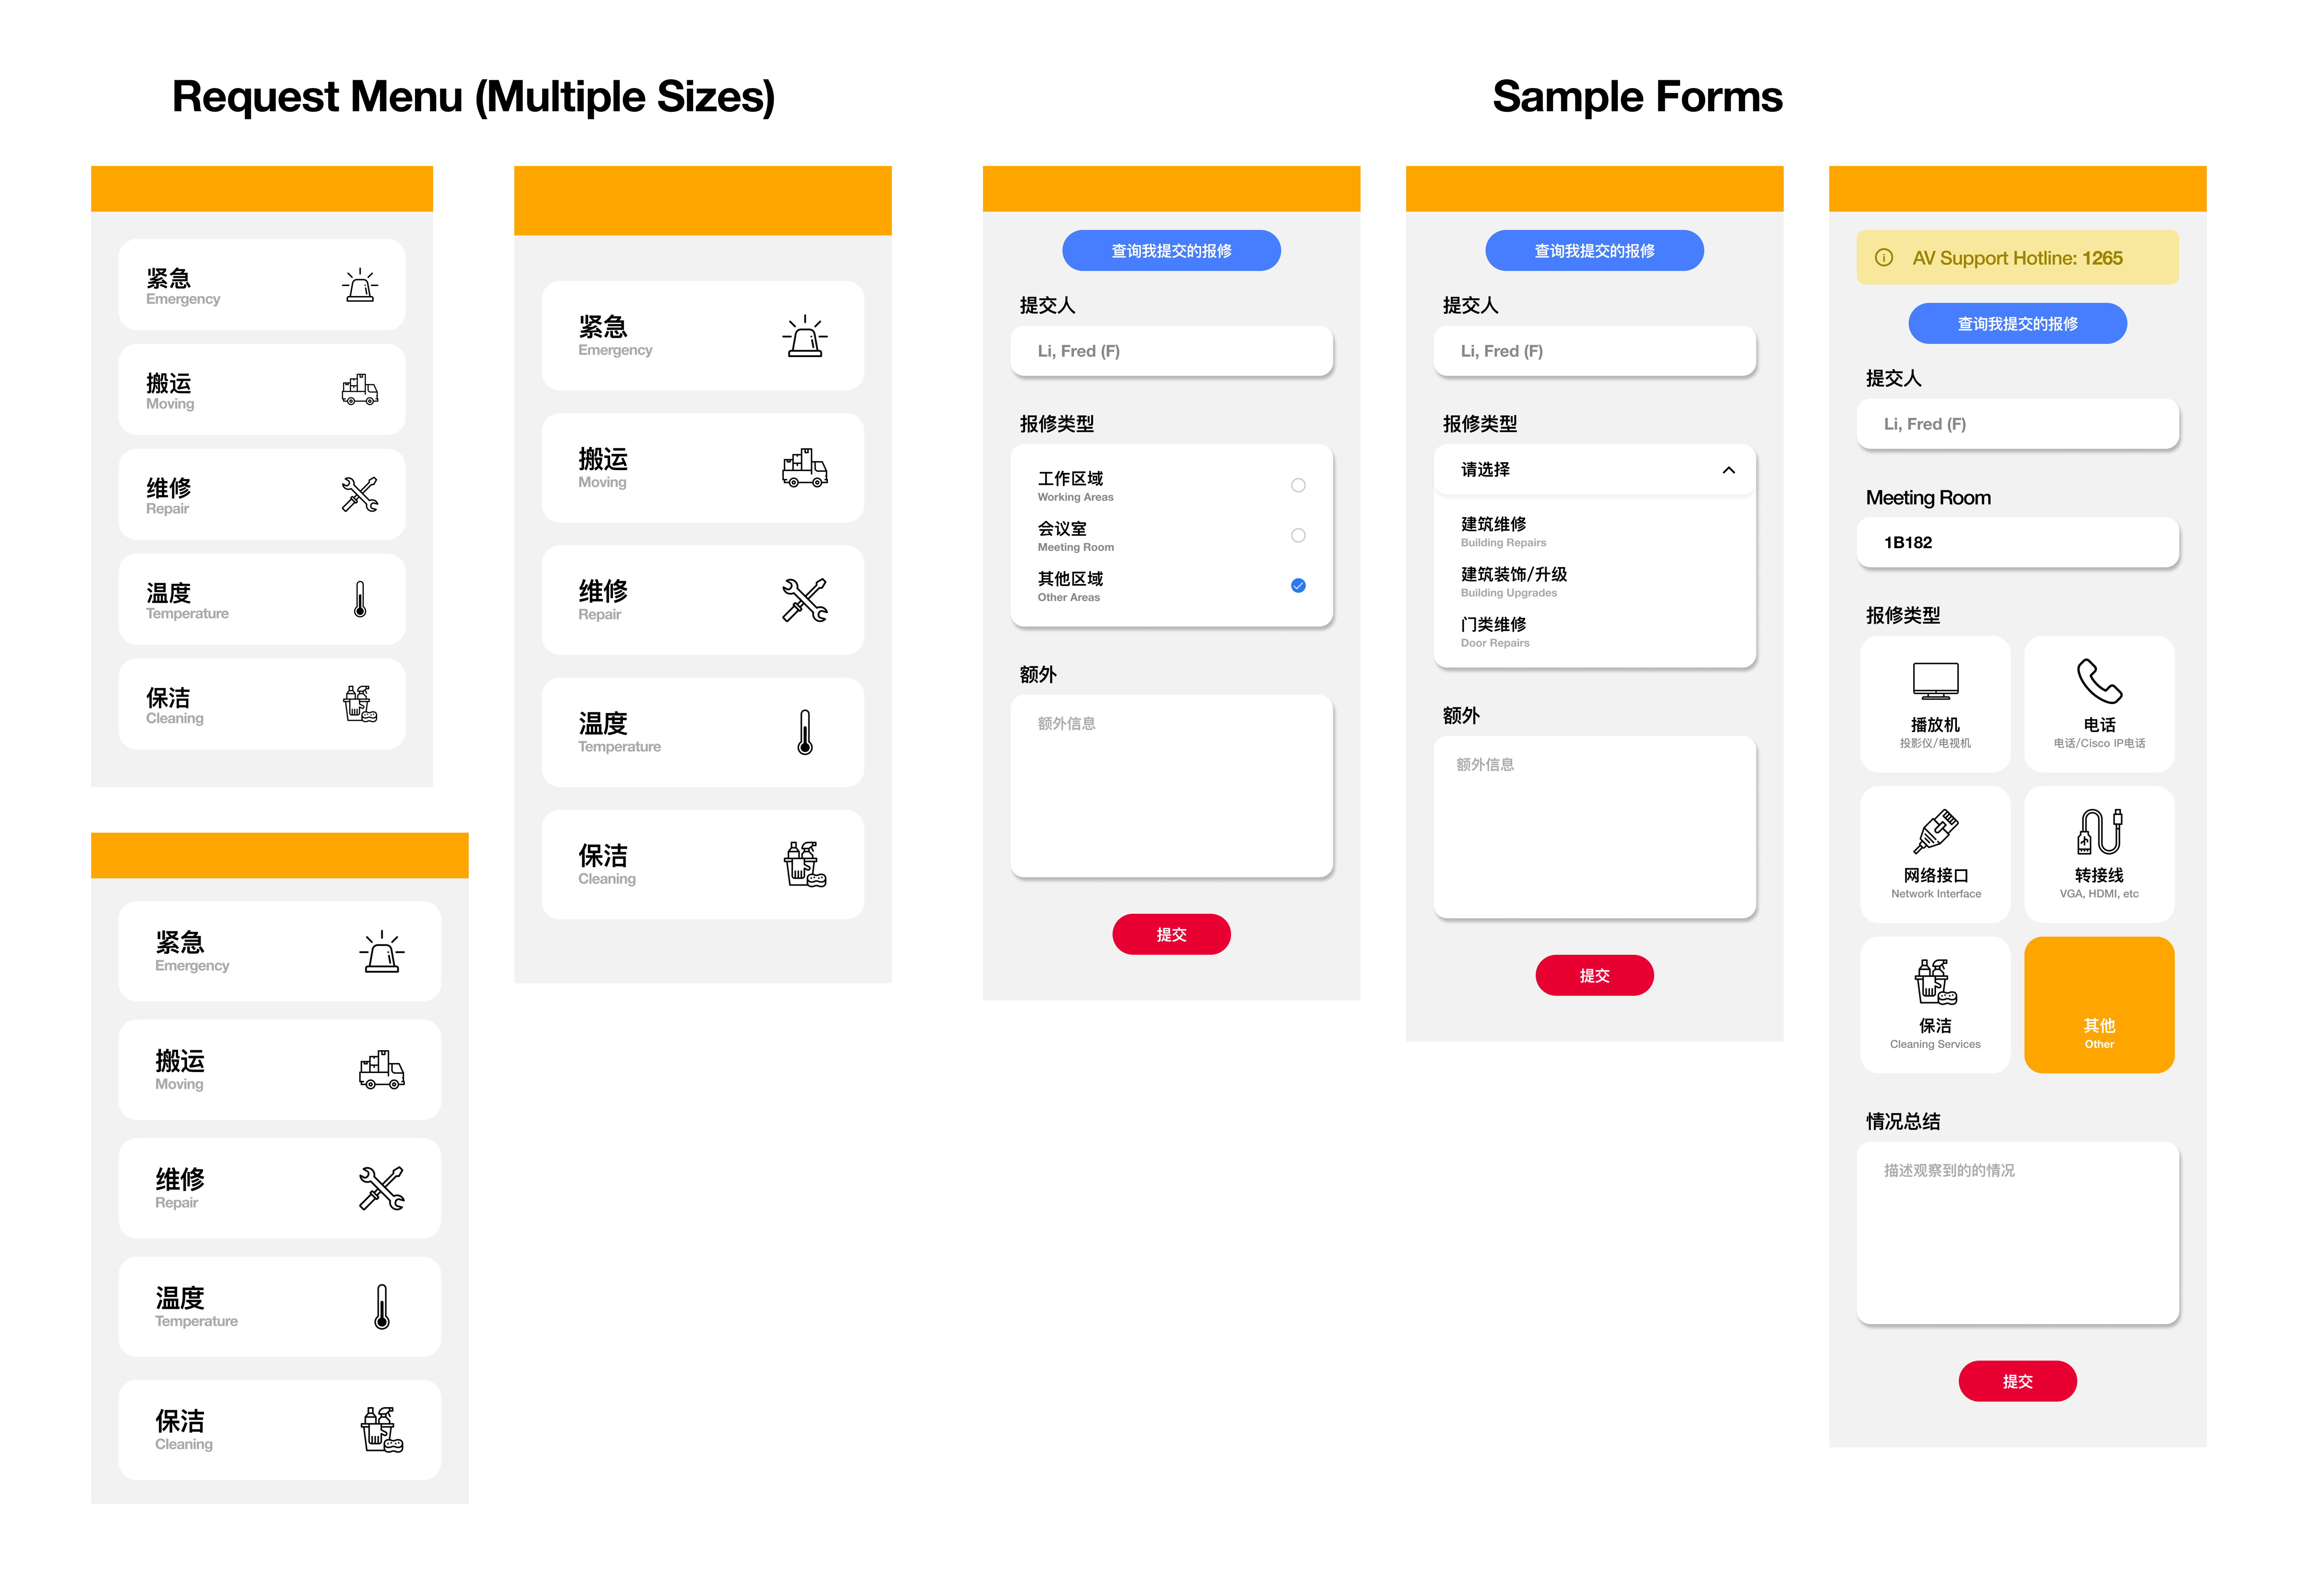 Request Menu (Multiple Sizes)
Sample Forms
紧急
Emergency
搬运
Moving
维修
Repair
温度
Temperature
保洁
Cleaning
紧急
Emergency
搬运
Moving
维修
Repair
温度
Temperature
保洁
Cleaning
紧急
Emergency
搬运
Moving
维修
Repair
温度
Temperature
保洁
Cleaning
查询我提交的报修
提交人
Li, Fred (F)
报修类型
工作区域
Working Areas
会议室
Meeting Room
其他区域
Other Areas
额外
额外信息
提交
查询我提交的报修
提交人
Li, Fred (F)
报修类型
请选择
建筑维修
Building Repairs
建筑装饰/升级
Building Upgrades
门类维修
Door Repairs
额外
额外信息
提交
AV Support Hotline: 1265
查询我提交的报修
提交人
Li, Fred (F)
Meeting Room
1B182
报修类型
播放机
投影仪/电视机
电话
电话/Cisco IP电话
网络接口
Network Interface
转接线
VGA, HDMI, etc
保洁
Cleaning Services
其他
Other
情况总结
描述观察到的的情况
提交